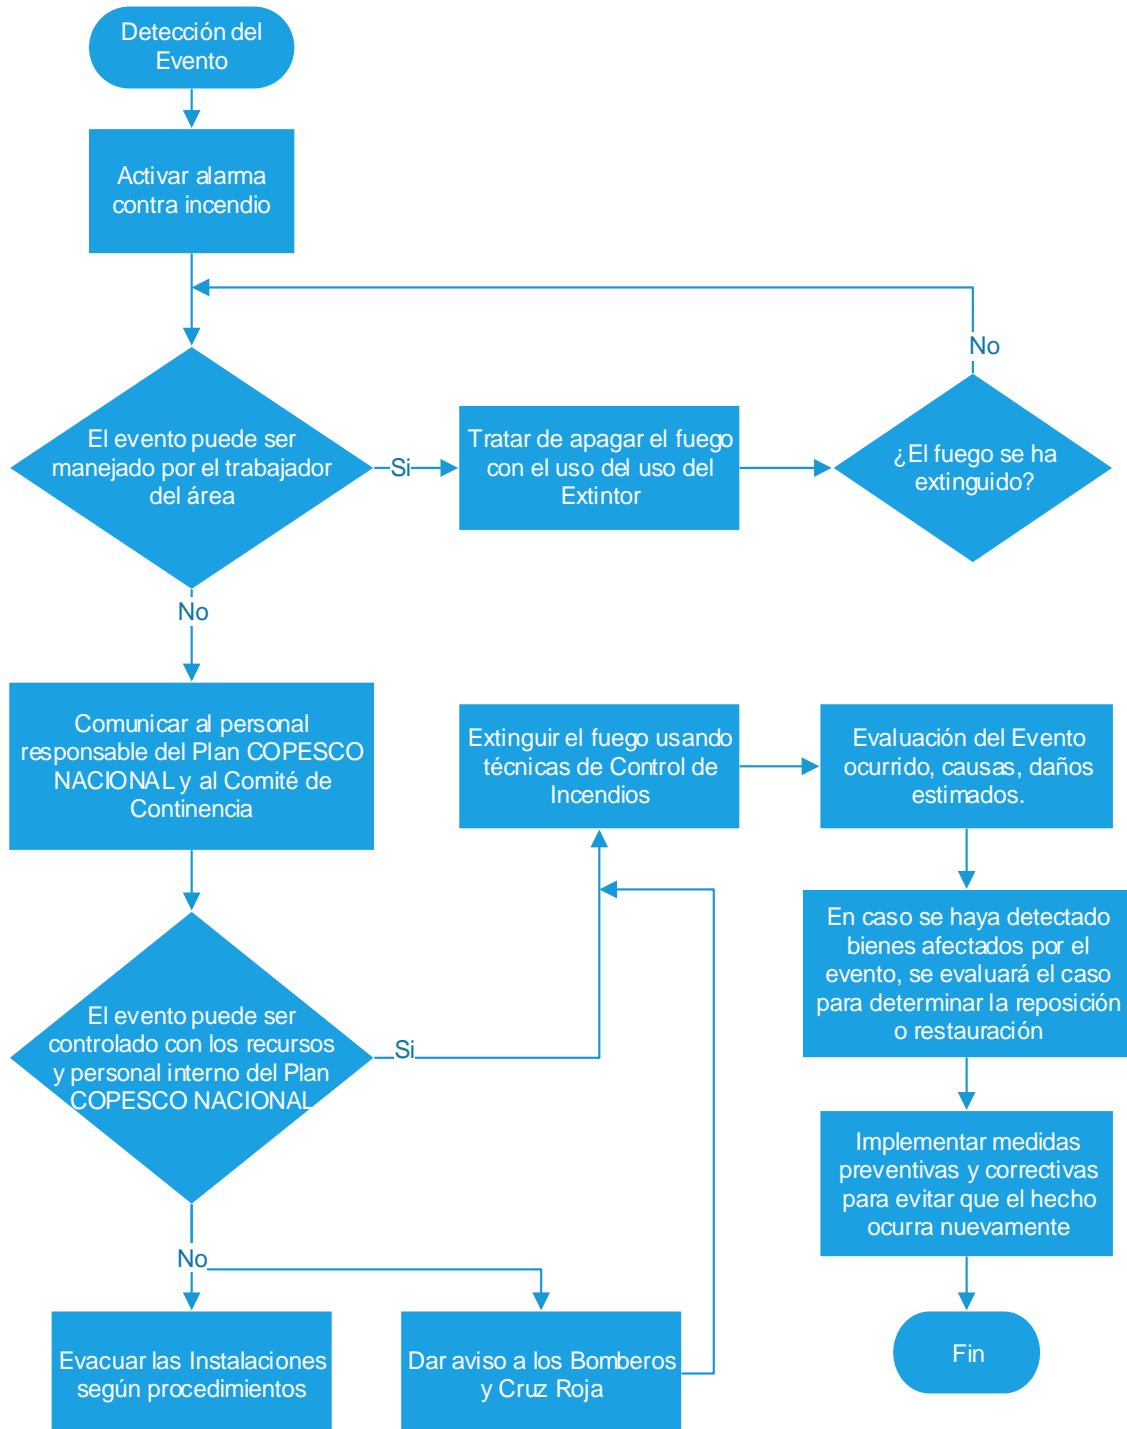 Detección del
Evento
Activar alarma
contra incendio
No
El evento puede ser
manejado por el trabajador
del área
Si
Tratar de apagar el fuego
con el uso del uso del
Extintor
¿El fuego se ha
extinguido?
No
Comunicar al personal
responsable del Plan COPESCO
NACIONAL y al Comité de
Continencia
Extinguir el fuego usando
técnicas de Control de
Incendios
Evaluación del Evento
ocurrido, causas, daños
estimados.
En caso se haya detectado
bienes afectados por el
evento, se evaluará el caso
para determinar la reposición
o restauración
El evento puede ser
controlado con los recursos
y personal interno del Plan
COPESCO NACIONAL
Si
Implementar medidas
preventivas y correctivas
para evitar que el hecho
ocurra nuevamente
No
Evacuar las Instalaciones
según procedimientos
Dar aviso a los Bomberos
y Cruz Roja
Fin